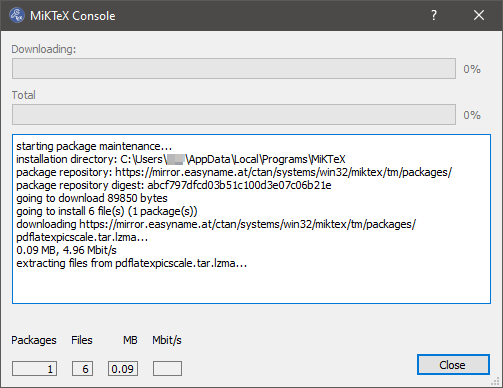 MiKTeX Console
Downloading:
0%
Total
0%
starting package maintenance...
installation directory: C:\Users\ \AppData\Local\Programs\MiKTeX
package repository: https://mirror.easyname.at/ctan/systems/win32/miktex/tm/packages/
package repository digest: abcf797dfcd03b51c100d3e07c06b21e
going to download 89850 bytes
going to install 6 file(s) (1 package(s))
downloading https://mirror.easyname.at/ctan/systems/win32/miktex/tm/packages/
pdflatexpicscale.tar.lzma...
0.09 MB, 4.96 Mbit/s
extracting files from pdflatexpicscale.tar.lzma...
Packages Files MB Mbit/s
1 6 0.09
Close